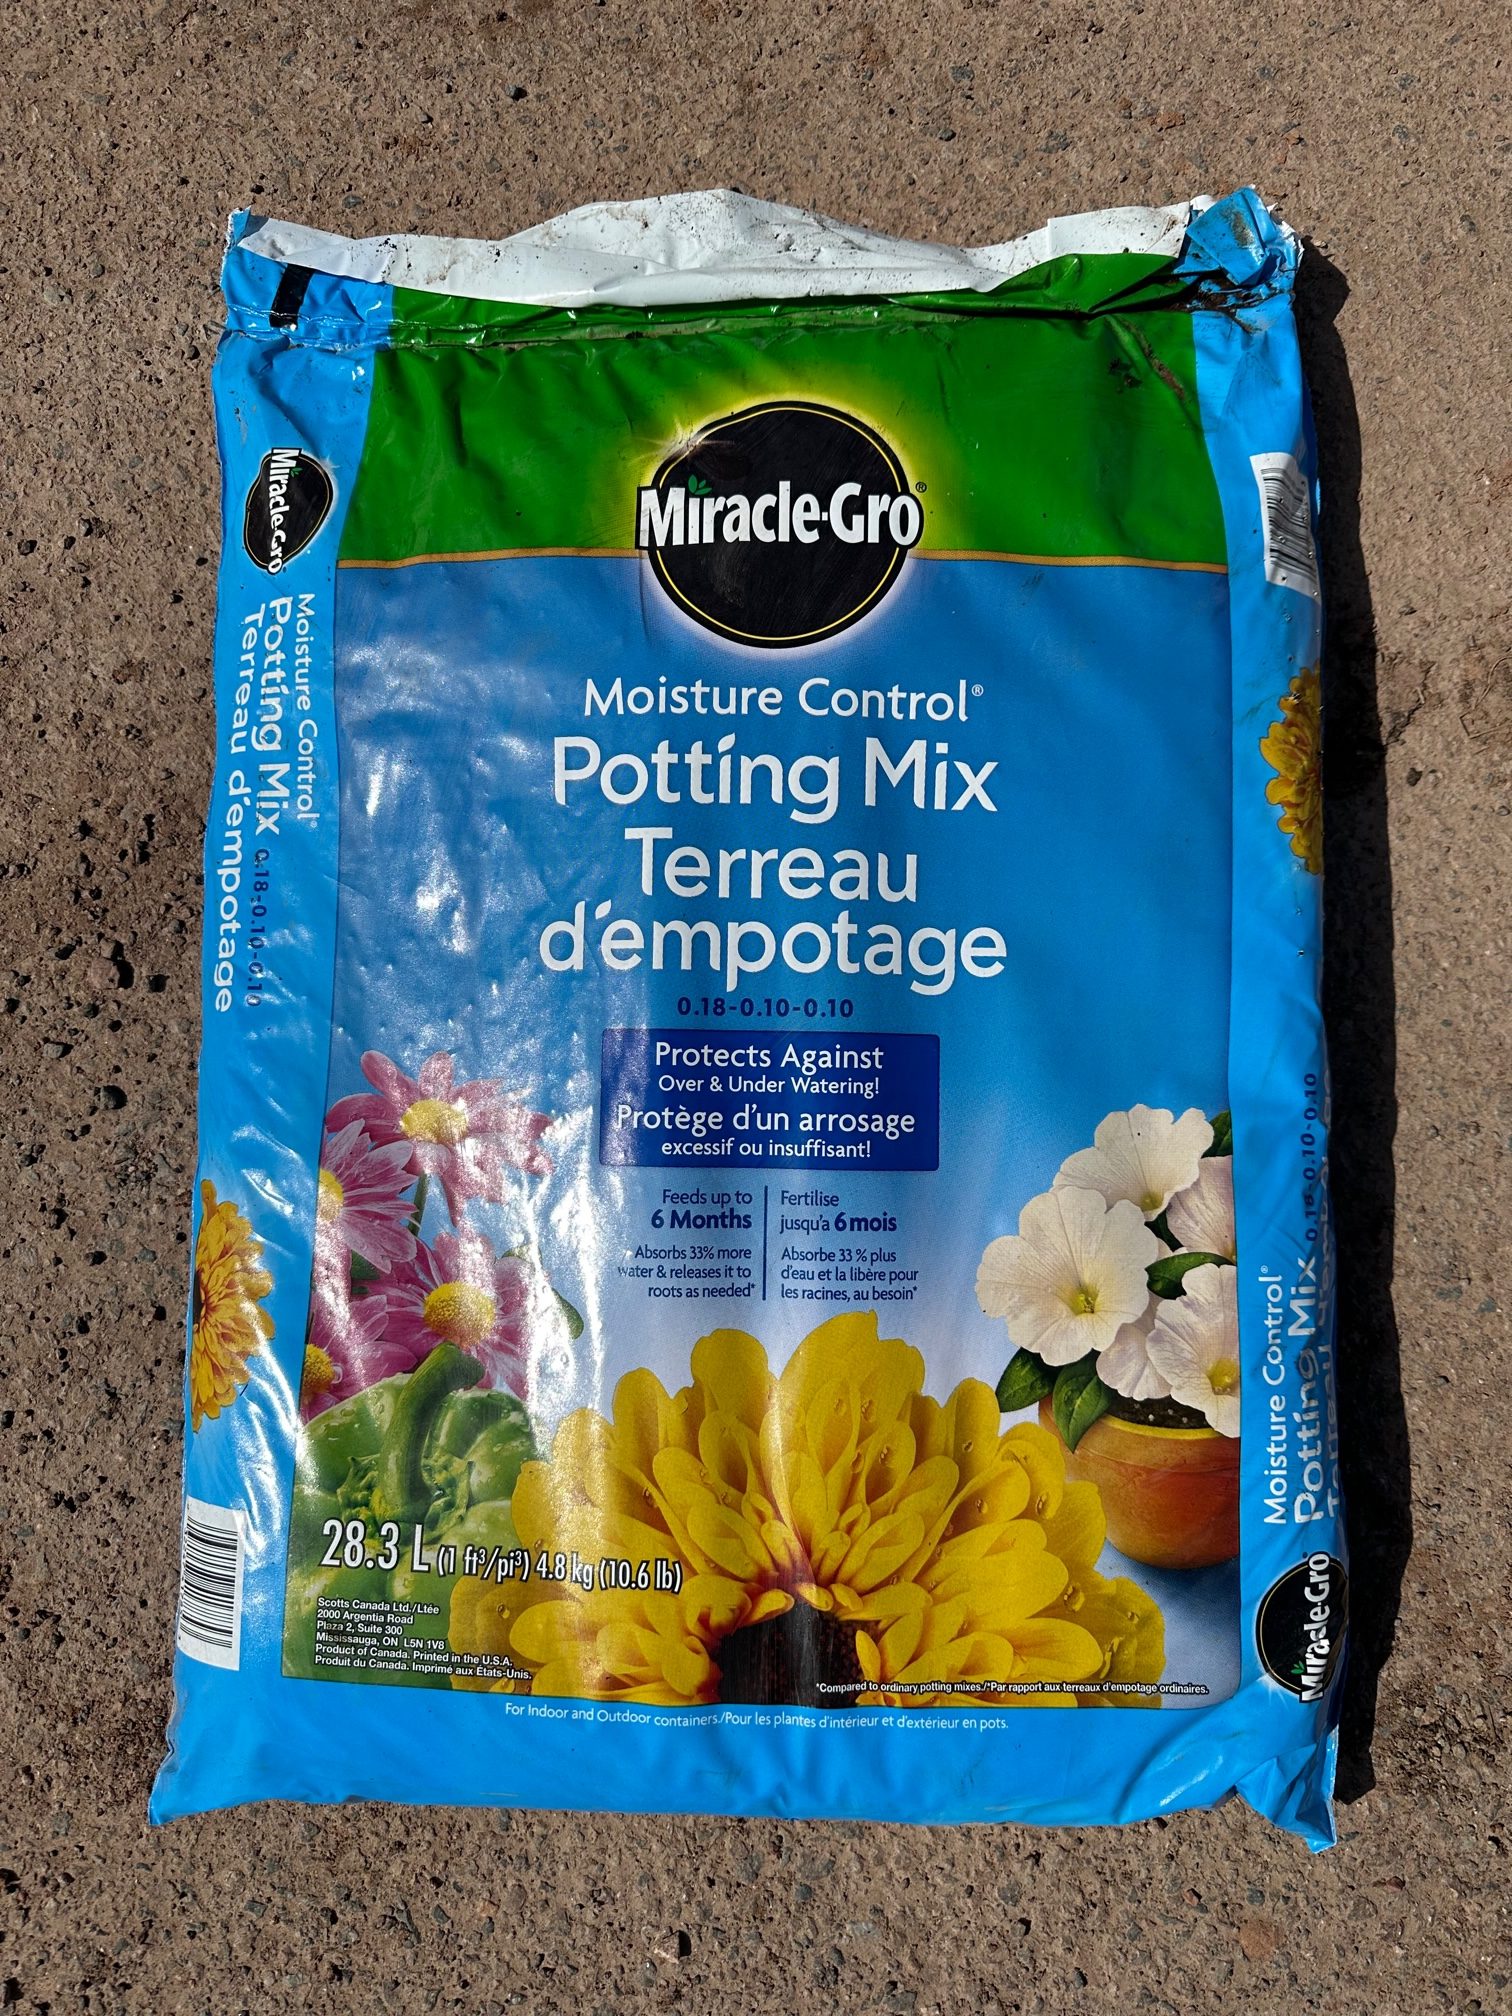 Miracle-Gro®
Moisture Control®
Potting Mix
Terreau
d'empotage
0.18-0.10-0.10
Protects Against
Over & Under Watering!
Protège d'un arrosage
excessif ou insuffisant!
Feeds up to
6 Months
Absorbs 33% more
water & releases it to
roots as needed*
Fertilise
jusqu'a 6 mois
Absorbe 33 % plus
d'eau et la libère pour
les racines, au besoin*
28.3 L (1 ft³/pi³) 4.8 kg (10.6 lb)
Scotts Canada Ltd./Ltée
2000 Argentia Road
Plaza 2, Suite 300
Mississauga, ON L5N 1V8
Product of Canada. Printed in the U.S.A.
Produit du Canada. Imprimé aux États-Unis.
*Compared to ordinary potting mixes./*Par rapport aux terreaux d'empotage ordinaires.
For Indoor and Outdoor containers./Pour les plantes d'intérieur et d'extérieur en pots.
Miracle-Gro
Moisture Control®
Potting Mix 0.18-0.10-0.10
Terreau d'empotage
Miracle-Gro
Moisture Control®
Potting Mix 0.18-0.10-0.10
Terreau